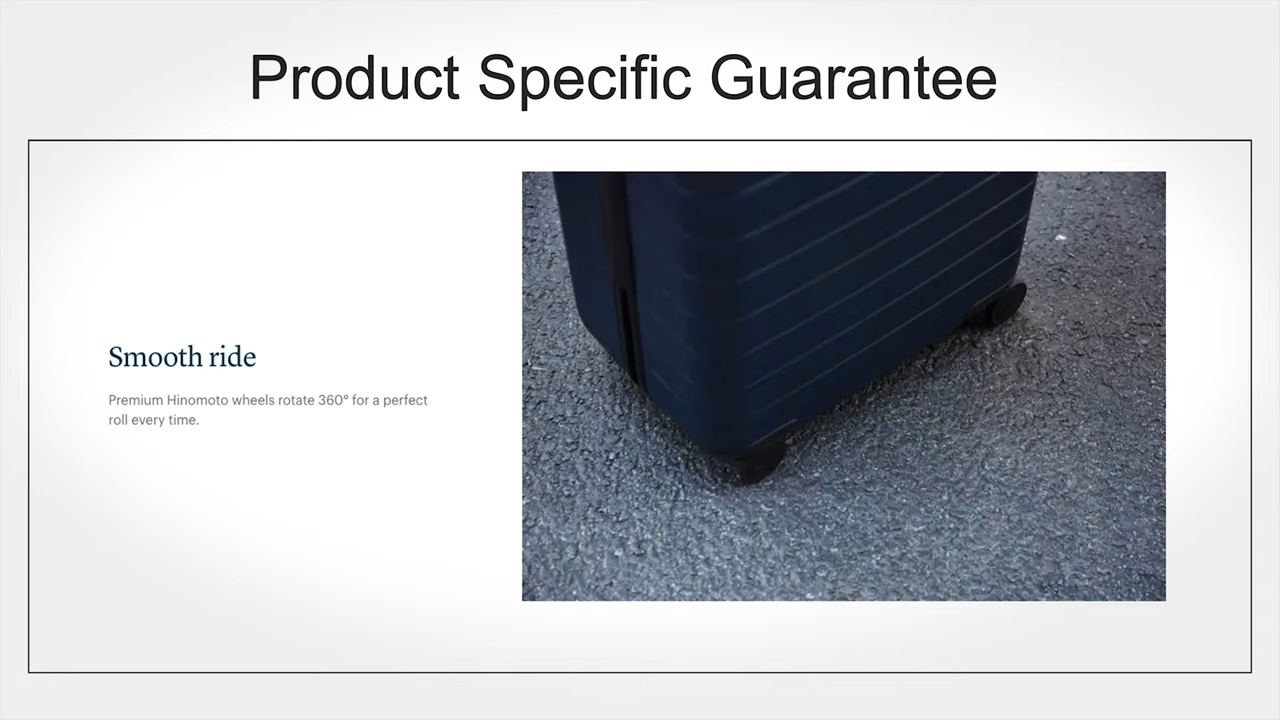 Product Specific Guarantee
Smooth ride
Premium Hinomoto wheels rotate 360° for a perfect
roll every time.